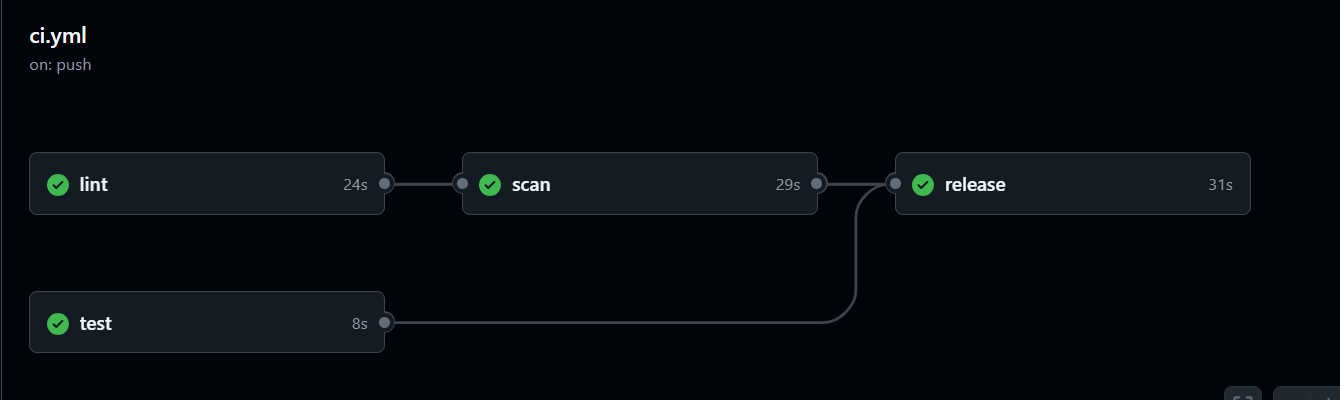 ci.yml
on: push
lint 24s
scan 29s
release 31s
test 8s